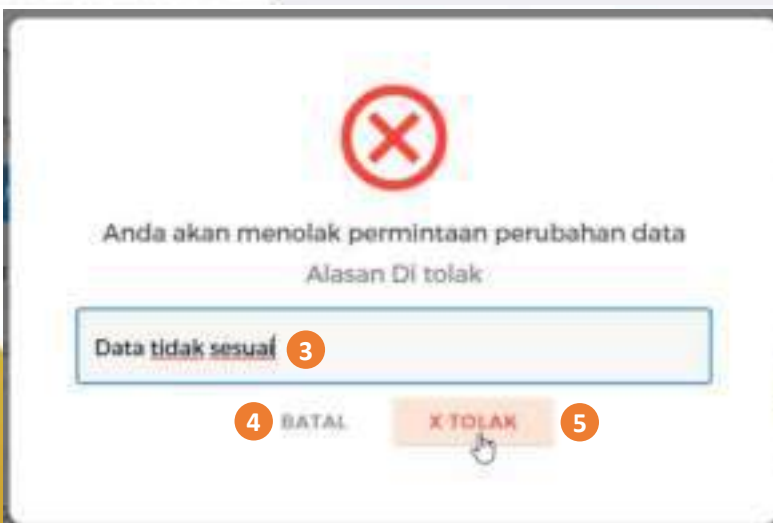 Anda akan menolak permintaan perubahan data
Alasan Di tolak
Data tidak sesuai 3
4 BATAL X TOLAK 5